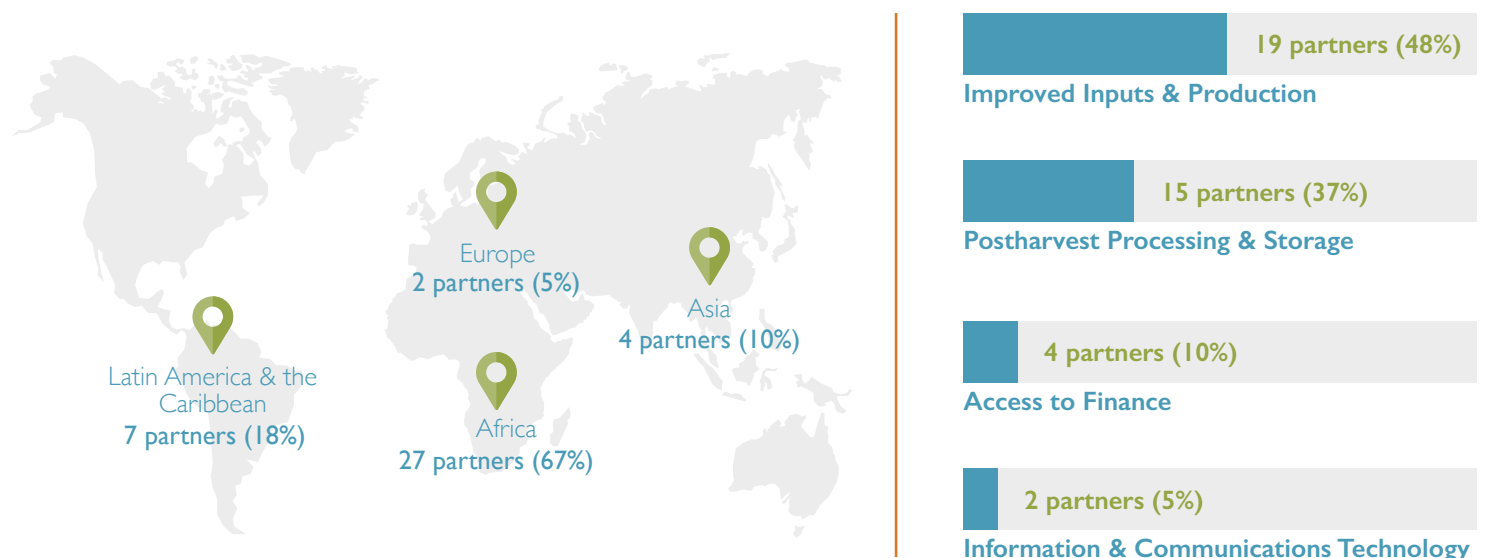 Europe
2 partners (5%)
Asia
4 partners (10%)
Latin America & the
Caribbean
7 partners (18%)
Africa
27 partners (67%)
19 partners (48%)
Improved Inputs & Production
15 partners (37%)
Postharvest Processing & Storage
4 partners (10%)
Access to Finance
2 partners (5%)
Information & Communications Technology